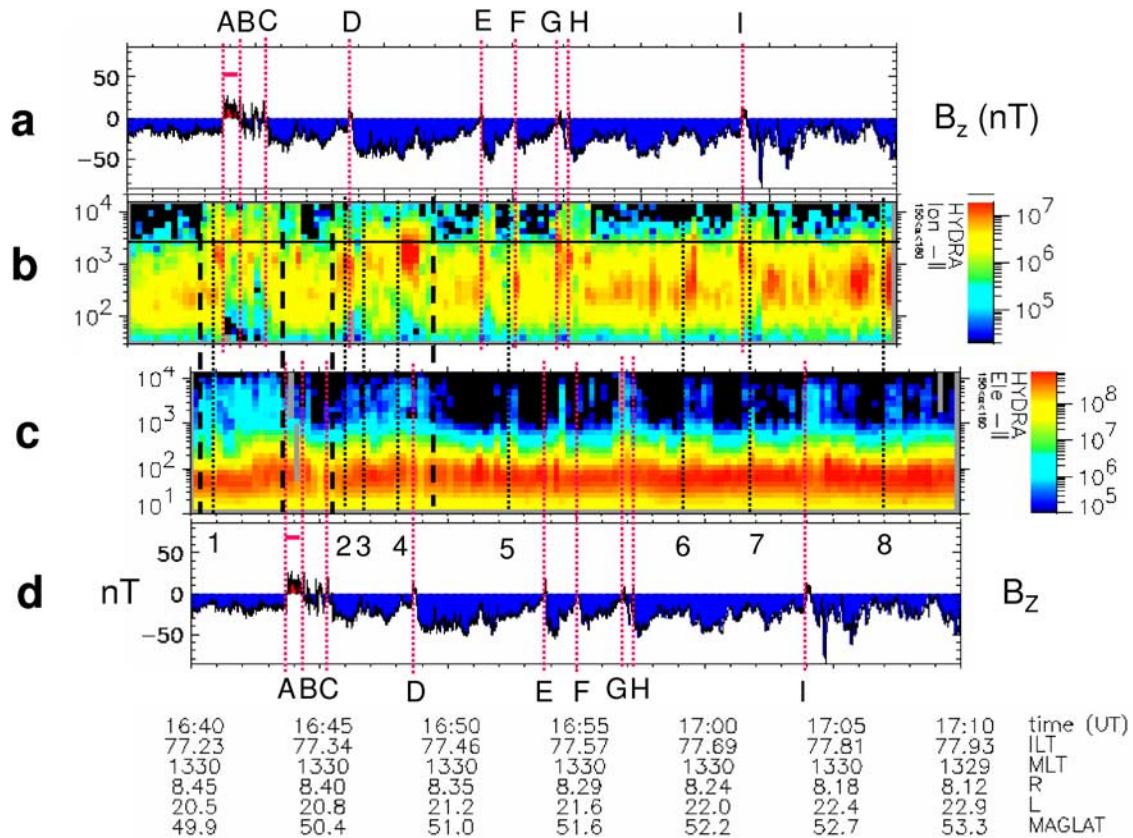 A B C D E F G H I
50
0
-50
a
B_z (nT)
10^4
10^3
10^2
b
150<α<180
Ion -||
HYDRA
10^7
10^6
10^5
10^4
10^3
10^2
10^1
c
150<α<180
Ele -||
HYDRA
10^8
10^7
10^6
10^5
1 2 3 4 5 6 7 8
50
0
-50
d
nT
B_Z
A B C D E F G H I
16:40 16:45 16:50 16:55 17:00 17:05 17:10 time (UT)
77.23 77.34 77.46 77.57 77.69 77.81 77.93 ILT
1330 1330 1330 1330 1330 1330 1329 MLT
8.45 8.40 8.35 8.29 8.24 8.18 8.12 R
20.5 20.8 21.2 21.6 22.0 22.4 22.9 L
49.9 50.4 51.0 51.6 52.2 52.7 53.3 MAGLAT